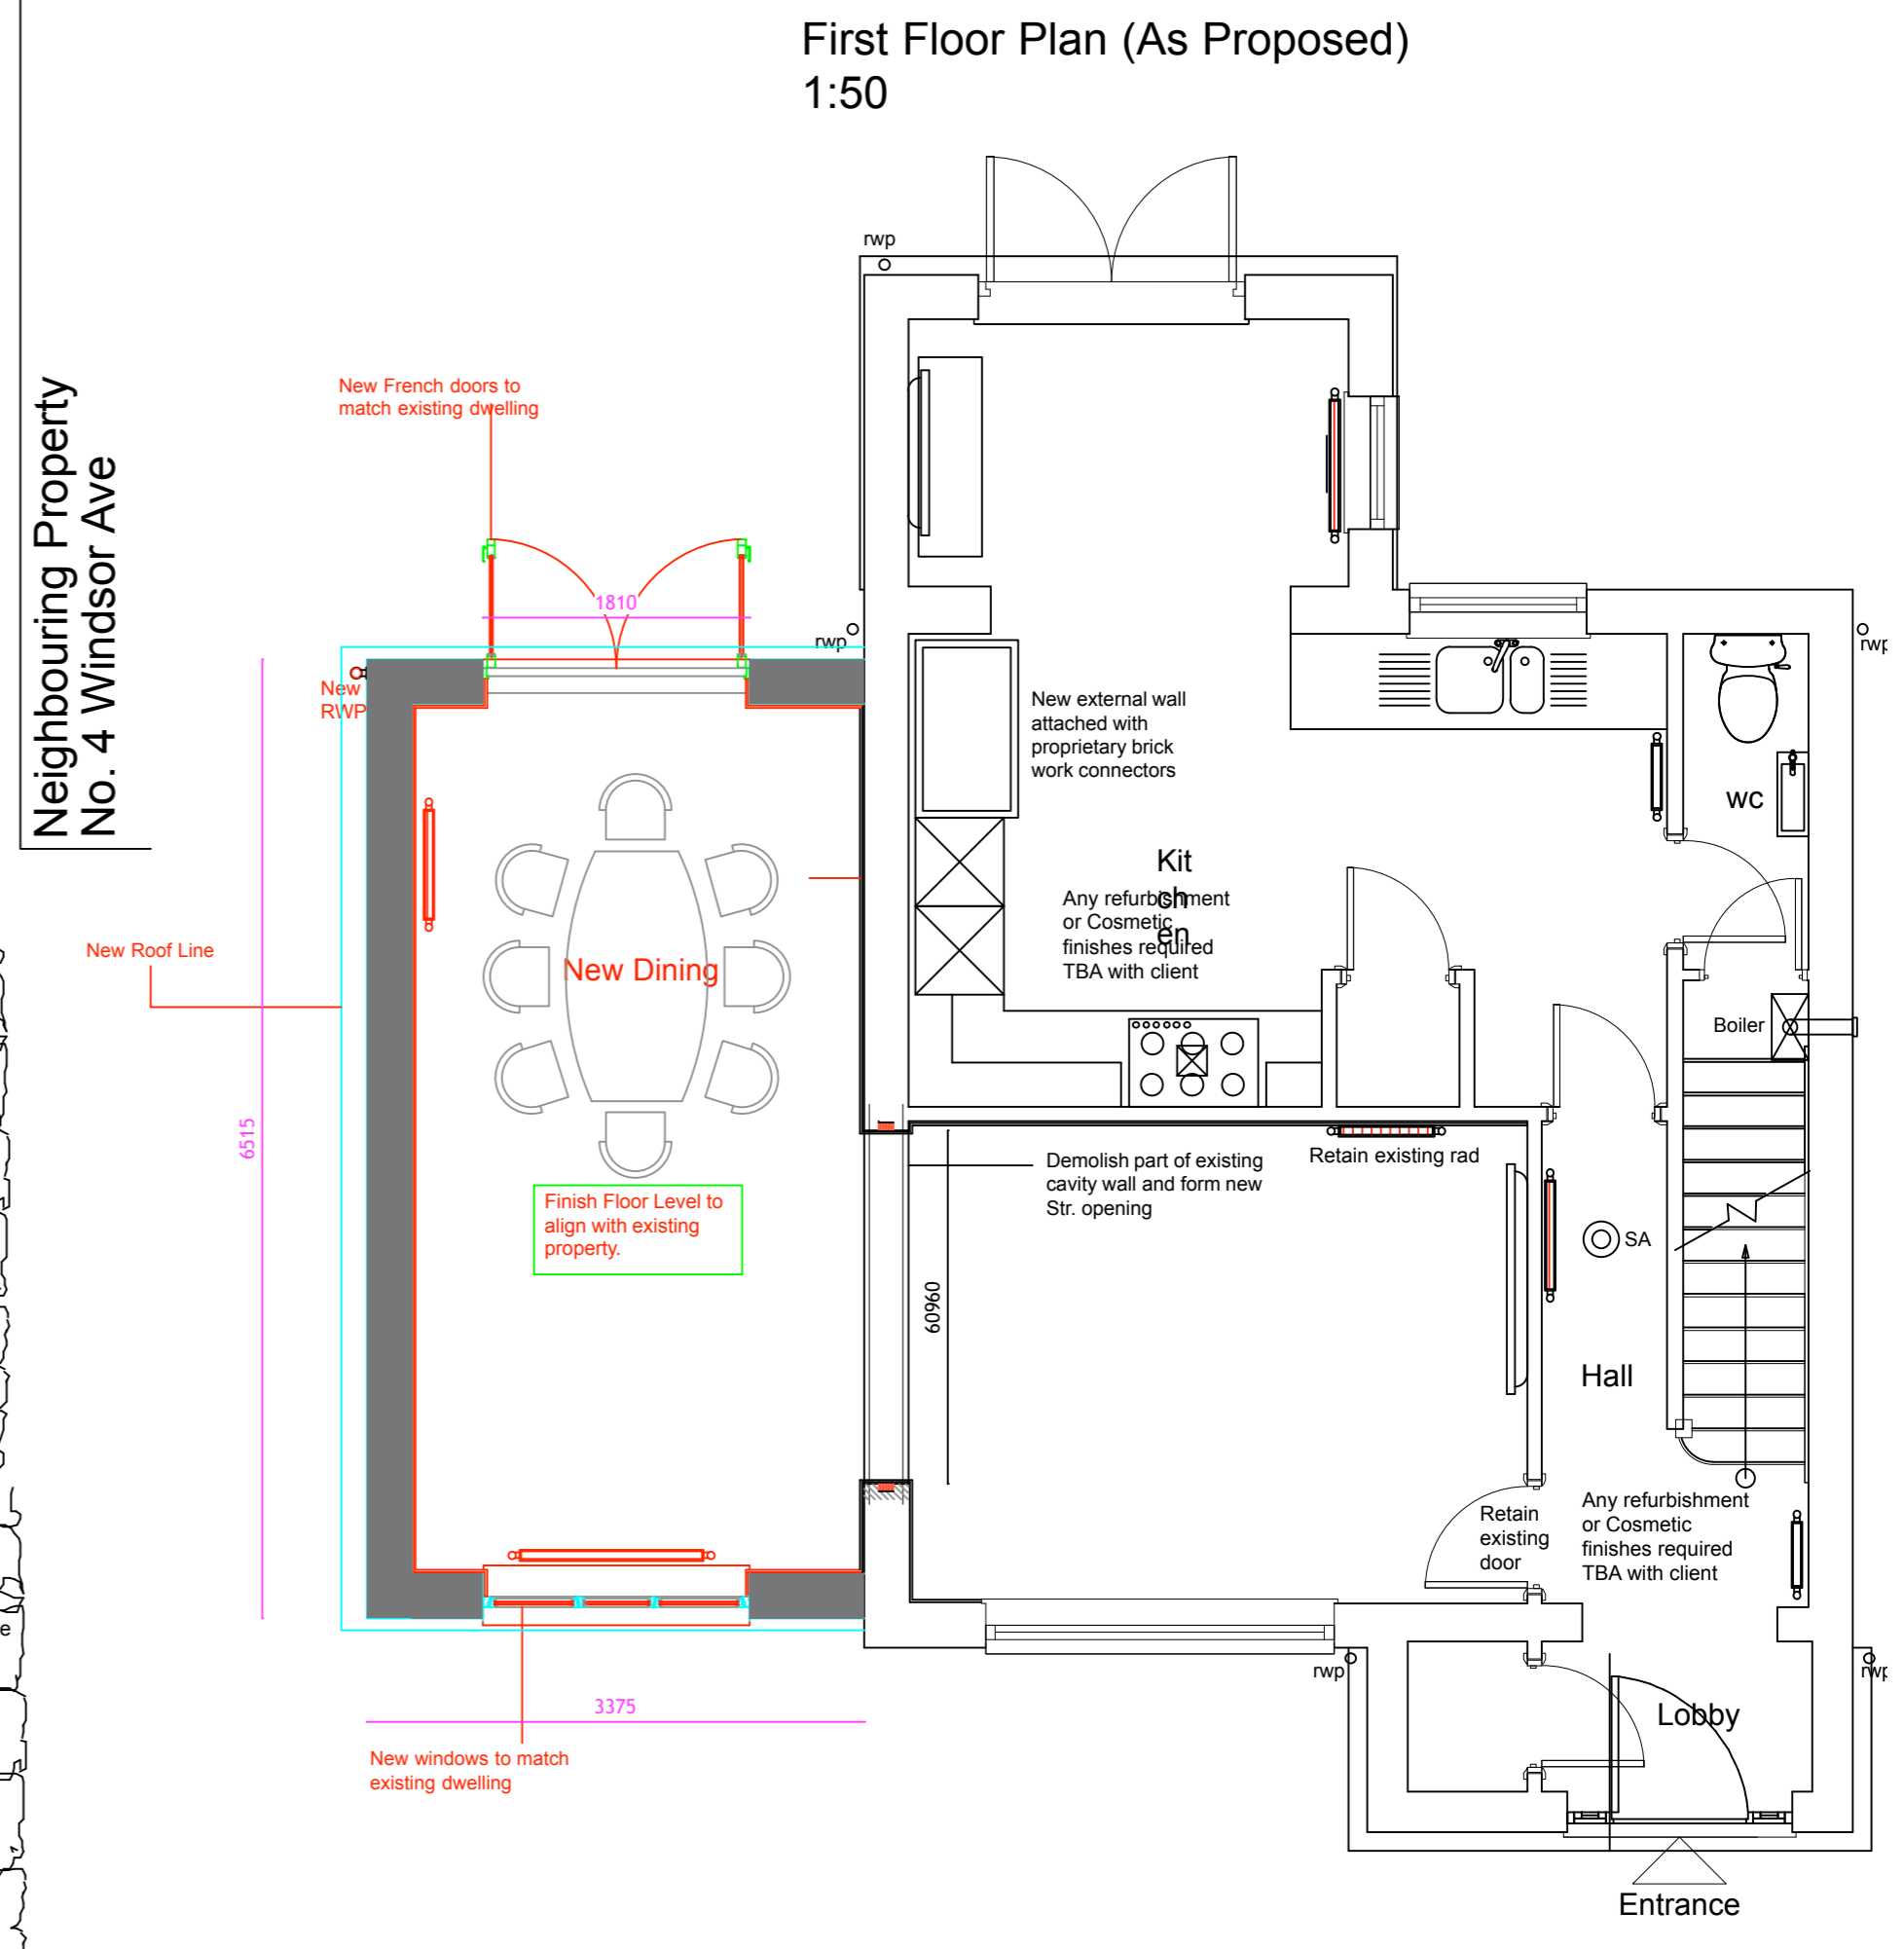 First Floor Plan (As Proposed)
1:50
Neighbouring Property
No. 4 Windsor Ave
rwp
New French doors to
match existing dwelling
1810
rwp
rwp
New
RWP
New external wall
attached with
proprietary brick
work connectors
wc
Kit
ch
en
Any refurbishment
or Cosmetic
finishes required
TBA with client
New Roof Line
New Dining
Boiler
6515
Finish Floor Level to
align with existing
property.
Demolish part of existing
cavity wall and form new
Str. opening
Retain existing rad
SA
60960
Hall
Retain
existing
door
Any refurbishment
or Cosmetic
finishes required
TBA with client
e
rwp
rwp
3375
Lobby
New windows to match
existing dwelling
Entrance